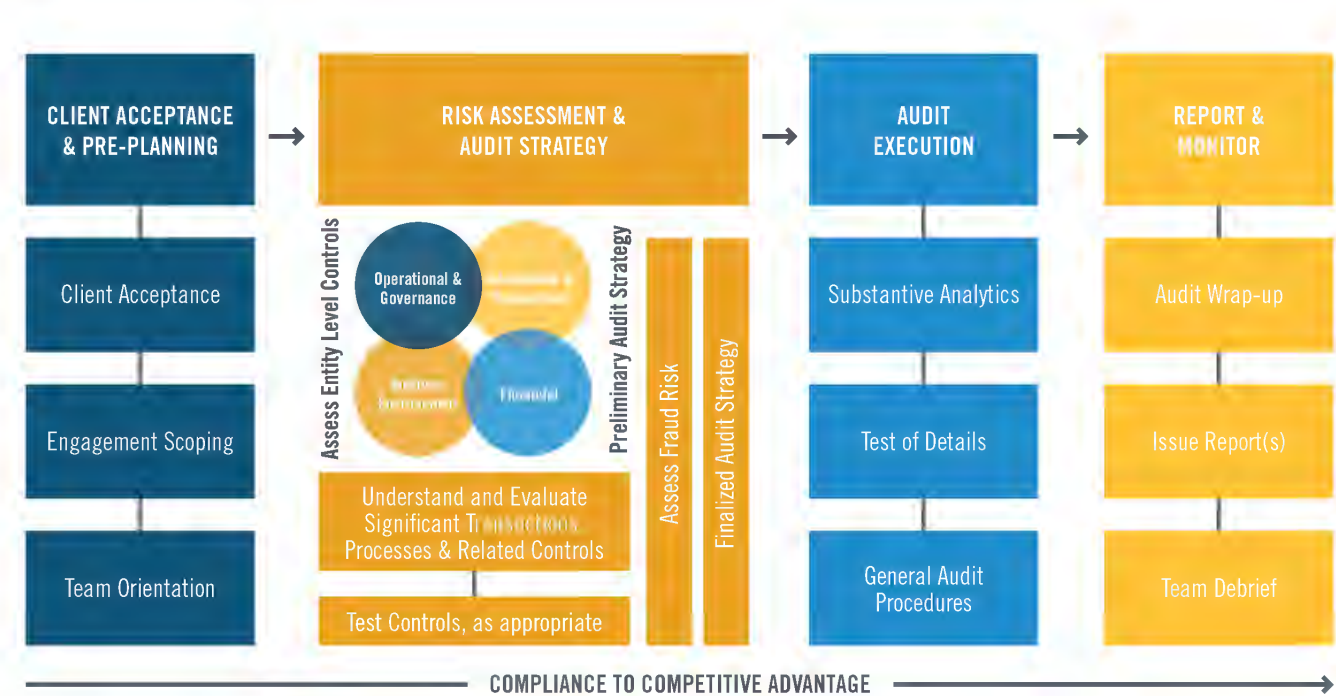 CLIENT ACCEPTANCE
& PRE-PLANNING
Client Acceptance
Engagement Scoping
Team Orientation
RISK ASSESSMENT &
AUDIT STRATEGY
Assess Entity Level Controls
Operational &
Governance
Financial
Preliminary Audit Strategy
Understand and Evaluate
Significant Transactions
Processes & Related Controls
Test Controls, as appropriate
Assess Fraud Risk
Finalized Audit Strategy
AUDIT
EXECUTION
Substantive Analytics
Test of Details
General Audit
Procedures
REPORT &
MONITOR
Audit Wrap-up
Issue Report(s)
Team Debrief
COMPLIANCE TO COMPETITIVE ADVANTAGE